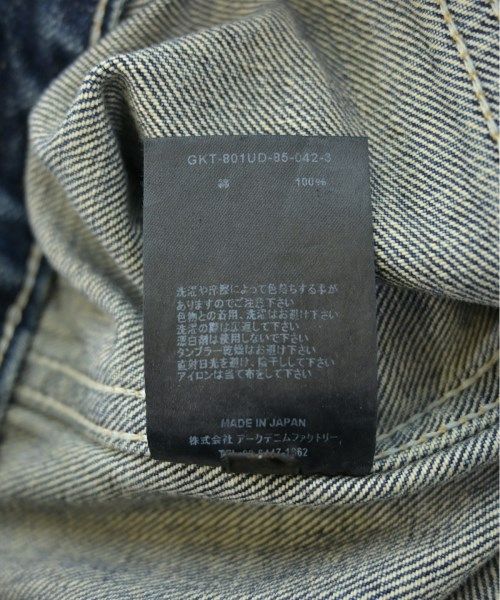 GKT-801UD-85-042-3
綿 100%
洗濯や摩擦によって色落ちする事が
ありますのでご注意下さい
色物との着用、洗濯はお避け下さい
洗濯の際は裏返して下さい
漂白剤は使用しないで下さい
タンブラー乾燥はお避け下さい
直射日光を避け、陰干しして下さい
アイロンは当て布をして下さい
MADE IN JAPAN
株式会社 アークデニムファクトリー
TEL